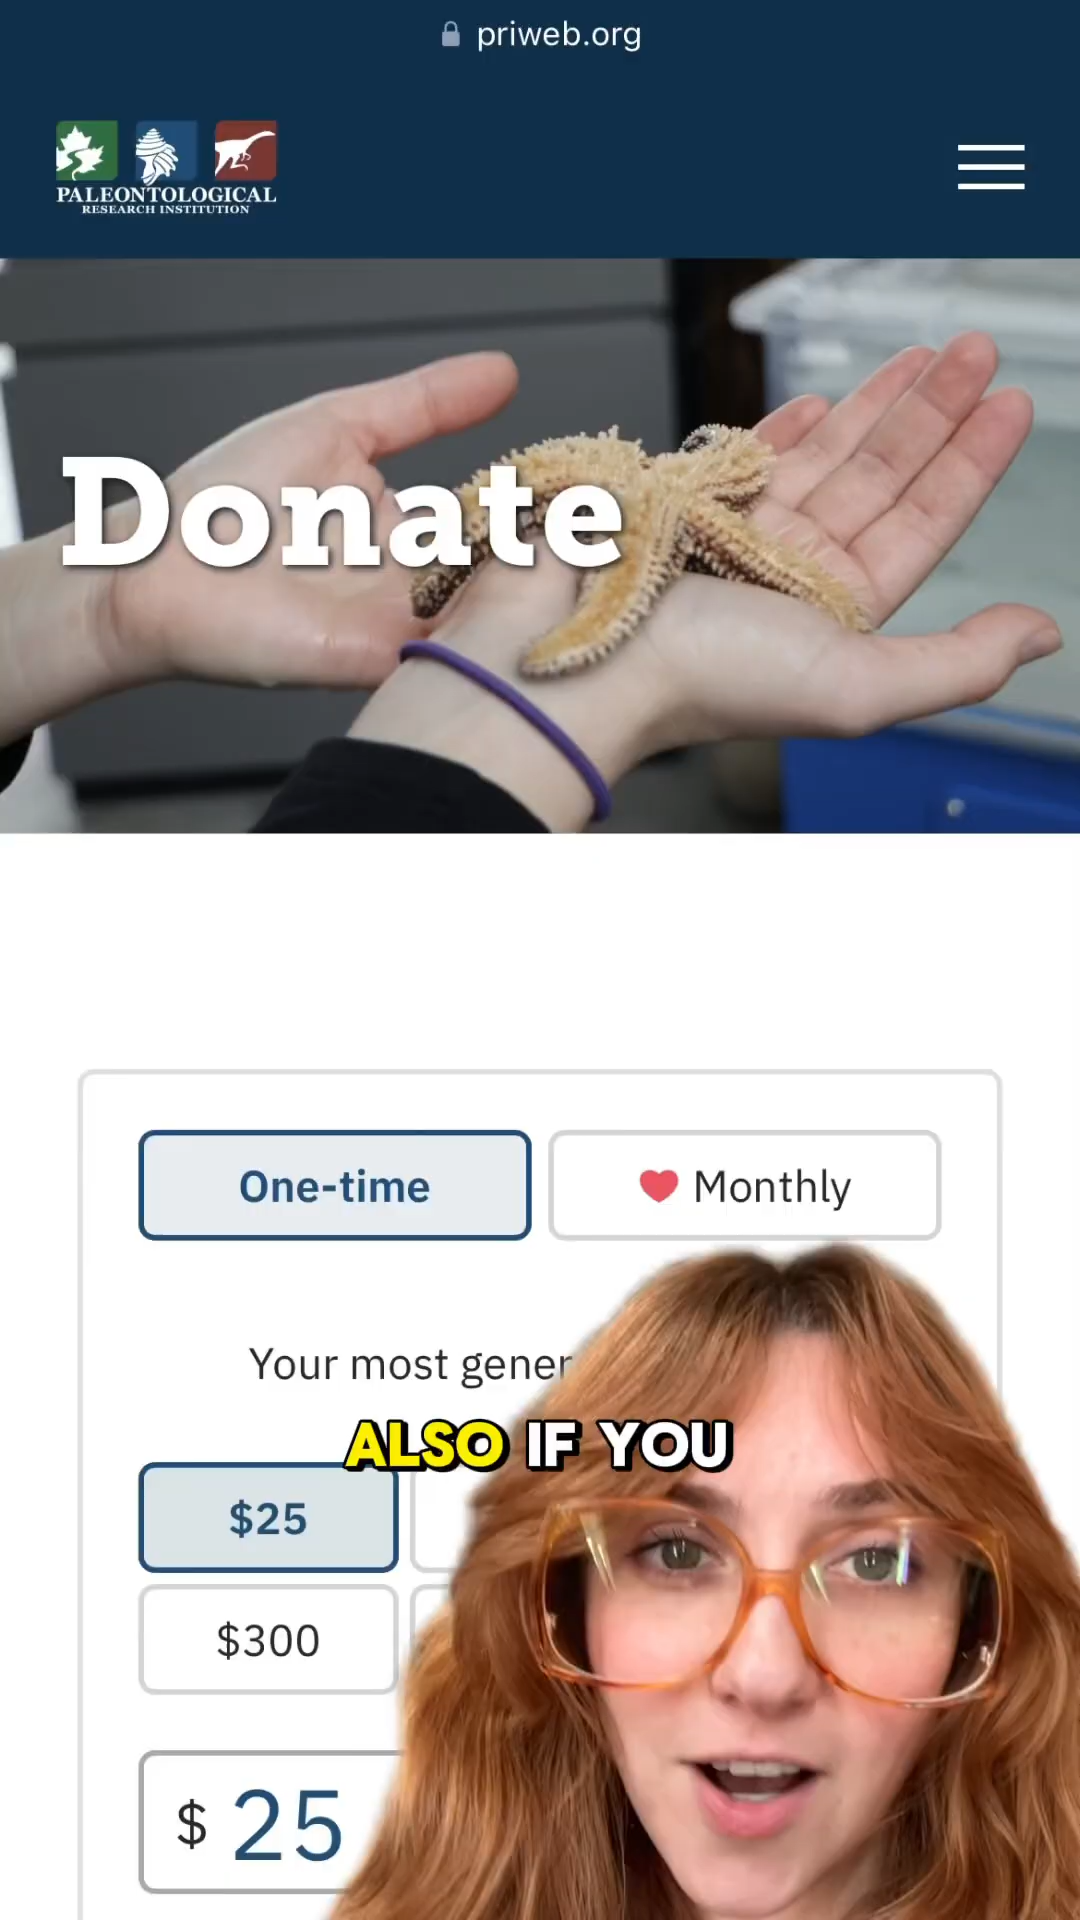 priweb.org
PALEONTOLOGICAL
RESEARCH INSTITUTION
Donate
One-time
Monthly
Your most gener
ALSO IF YOU
$25
$300
$ 25